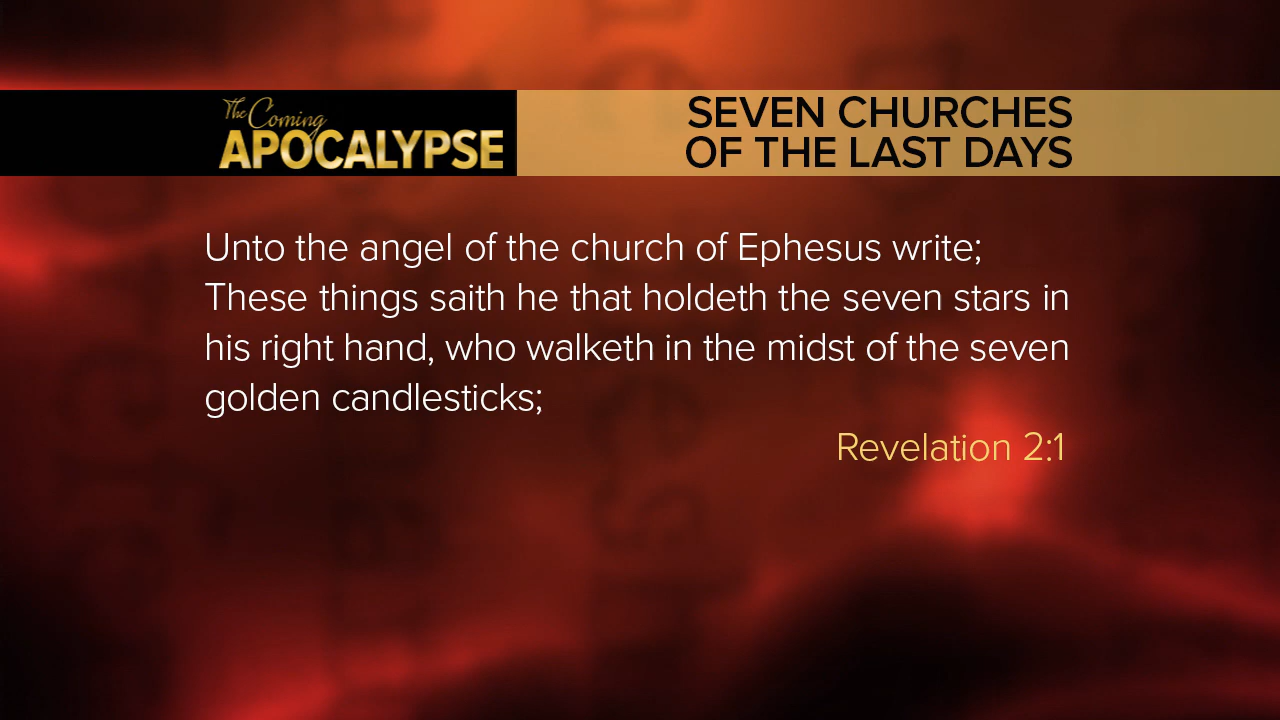 The Coming
APOCALYPSE
SEVEN CHURCHES
OF THE LAST DAYS
Unto the angel of the church of Ephesus write;
These things saith he that holdeth the seven stars in
his right hand, who walketh in the midst of the seven
golden candlesticks;
Revelation 2:1